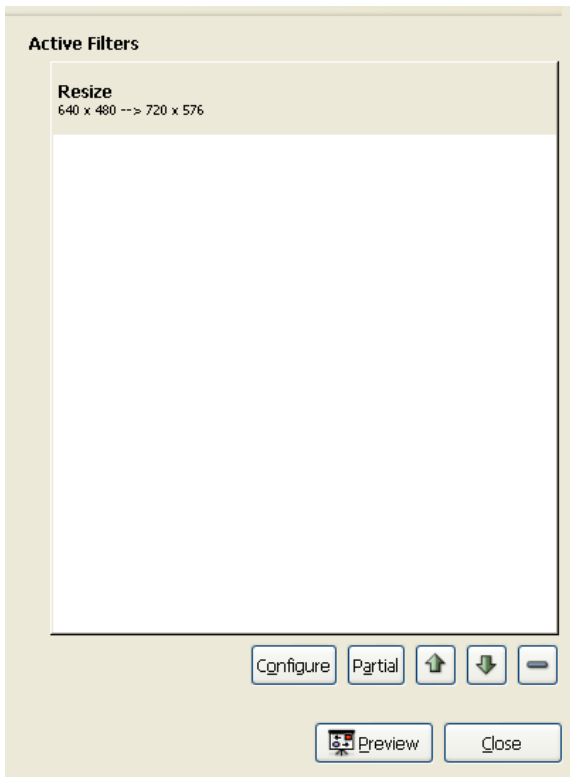 Active Filters
Resize
640 x 480 --> 720 x 576
Configure Partial
Preview Close